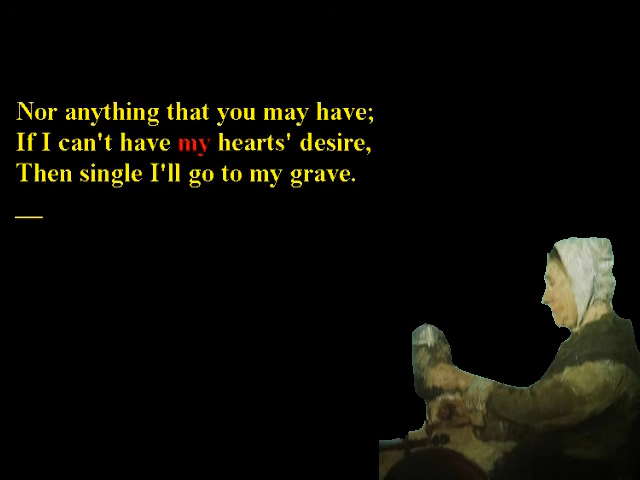 Nor anything that you may have;
If I can't have my hearts' desire,
Then single I'll go to my grave.
__